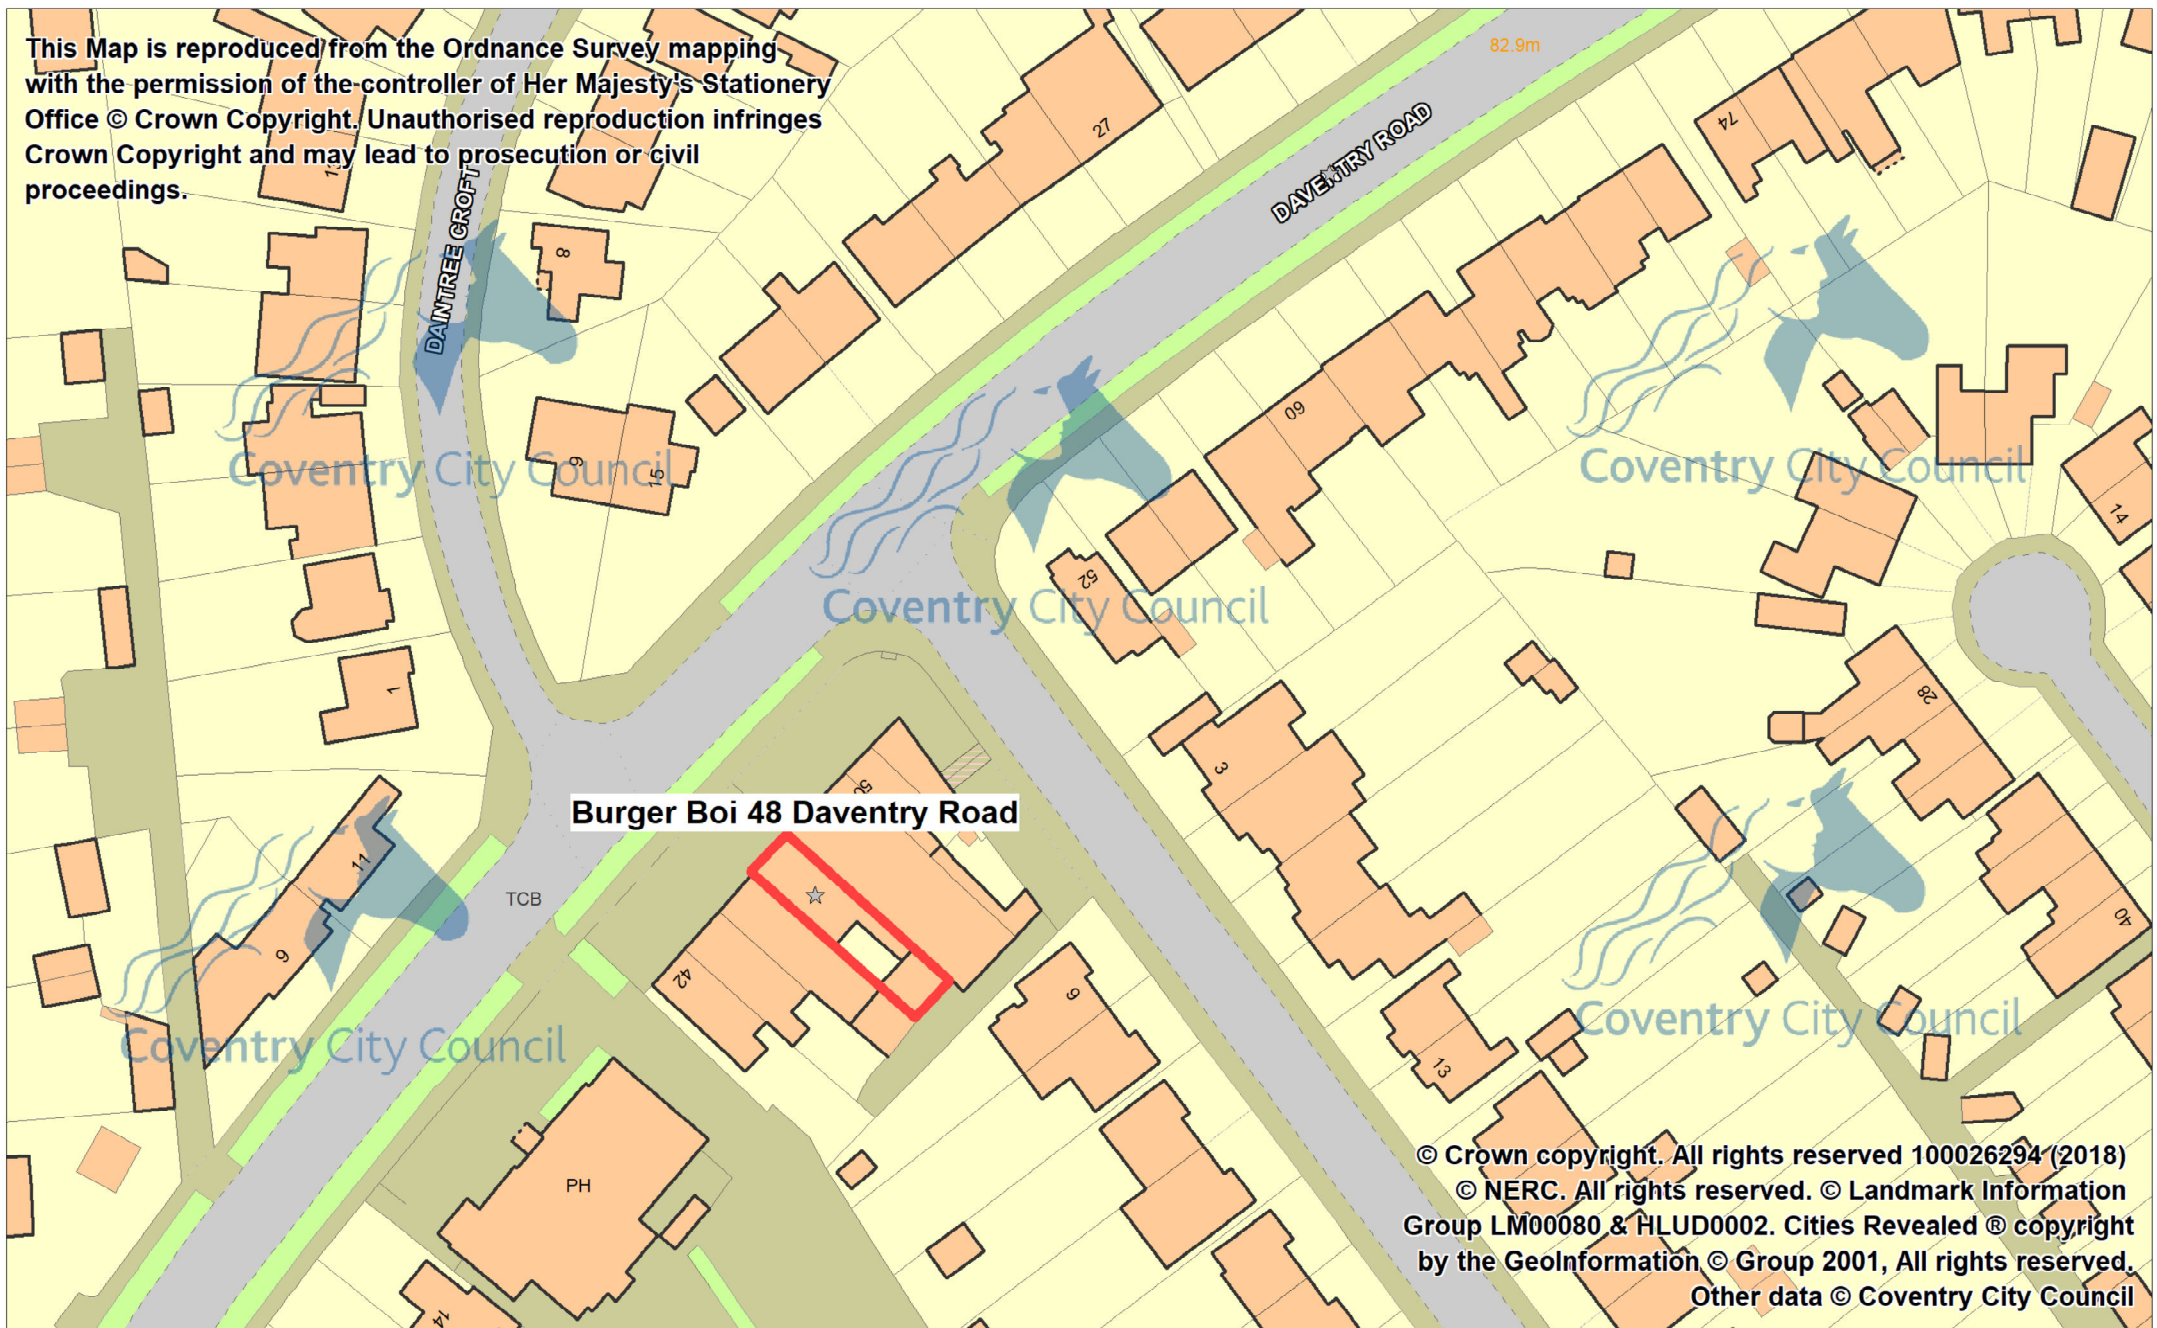 This Map is reproduced from the Ordnance Survey mapping
with the permission of the controller of Her Majesty's Stationery
Office © Crown Copyright. Unauthorised reproduction infringes
Crown Copyright and may lead to prosecution or civil
proceedings.
82.9m
74
27
DAVENTRY ROAD
DAINTREE CROFT
8
60
9
15
Coventry City Council
Coventry City Council
14
52
Coventry City Council
1
3
28
50
Burger Boi 48 Daventry Road
11
TCB
40
9
42
9
Coventry City Council
Coventry City Council
13
PH
14
© Crown copyright. All rights reserved 100026294 (2018)
© NERC. All rights reserved. © Landmark Information
Group LM00080 & HLUD0002. Cities Revealed ® copyright
by the GeoInformation © Group 2001, All rights reserved.
Other data © Coventry City Council